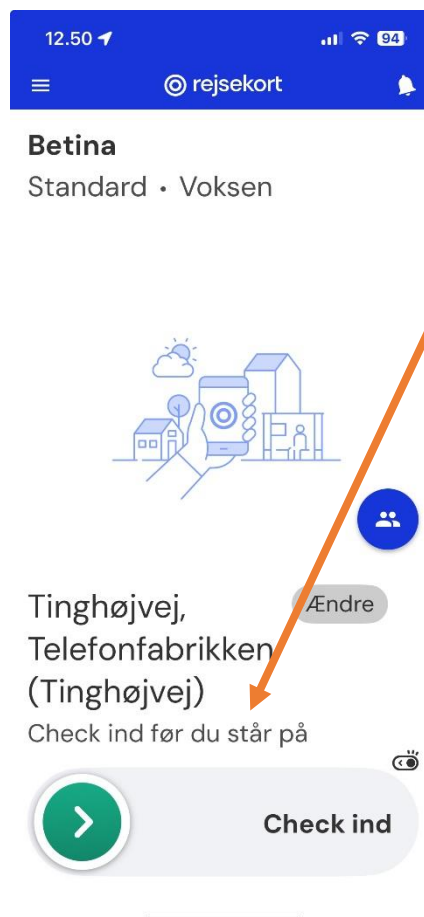 12.50
94
rejsekort
Betina
Standard • Voksen
Tinghøjvej,
Ændre
Telefonfabrikken
(Tinghøjvej)
Check ind før du står på
Check ind